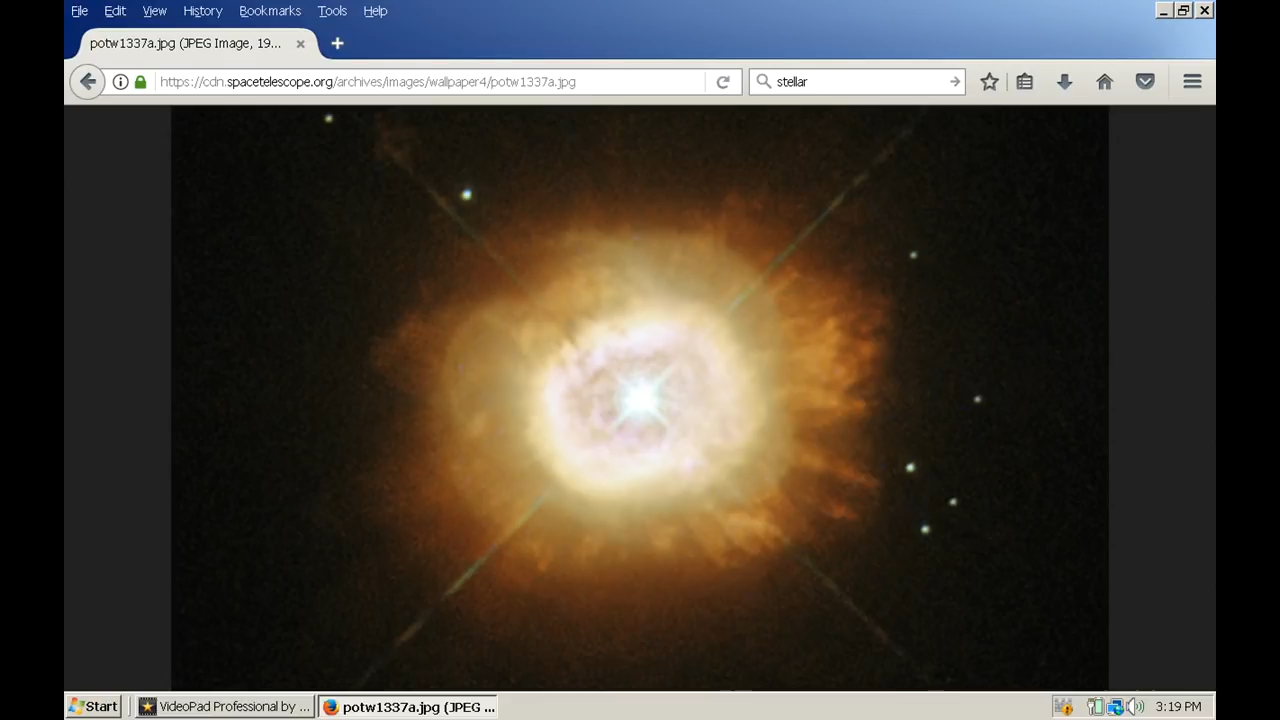 File Edit View History Bookmarks Tools Help
potw1337a.jpg (JPEG Image, 19...
https://cdn.spacetelescope.org/archives/images/wallpaper4/potw1337a.jpg
stellar
Start
VideoPad Professional by ...
potw1337a.jpg (JPEG ...
3:19 PM